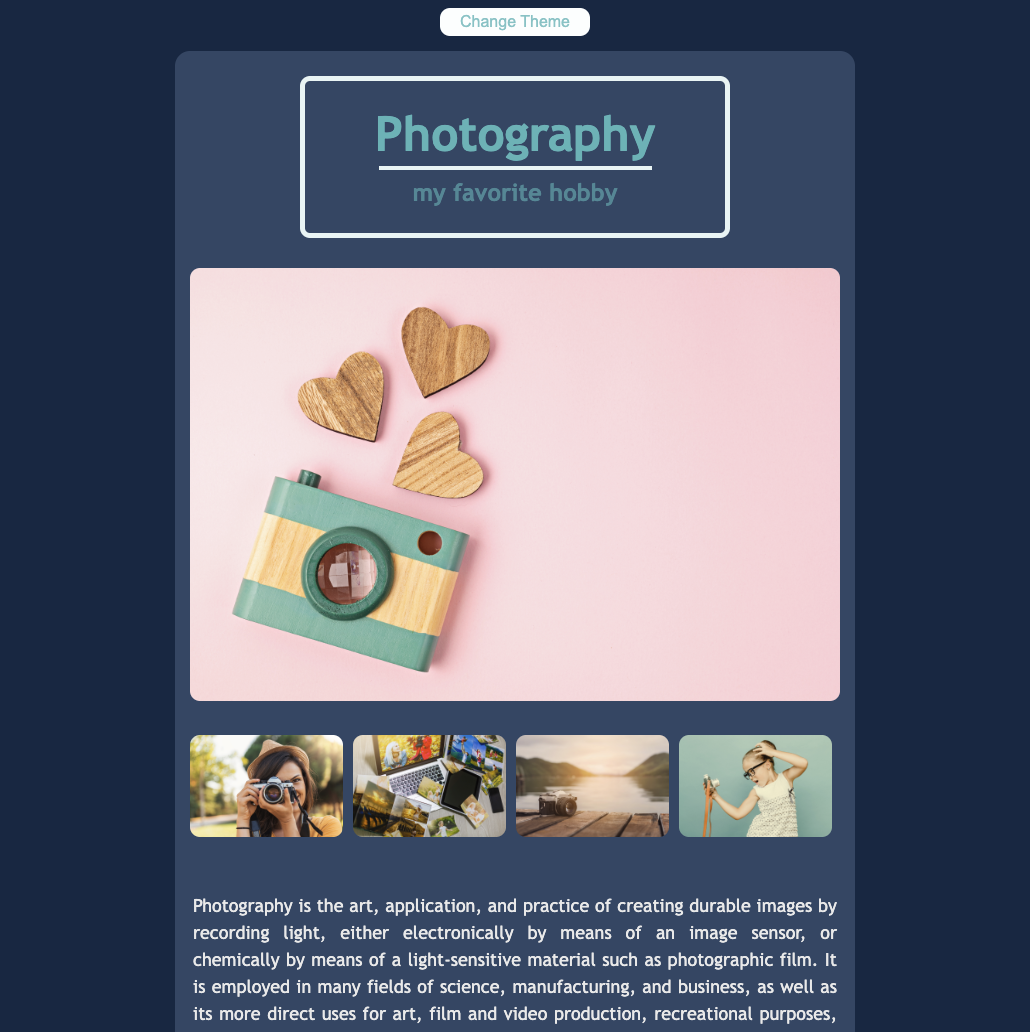 Change Theme
Photography
my favorite hobby
Photography is the art, application, and practice of creating durable images by
recording light, either electronically by means of an image sensor, or
chemically by means of a light-sensitive material such as photographic film. It
is employed in many fields of science, manufacturing, and business, as well as
its more direct uses for art, film and video production, recreational purposes,